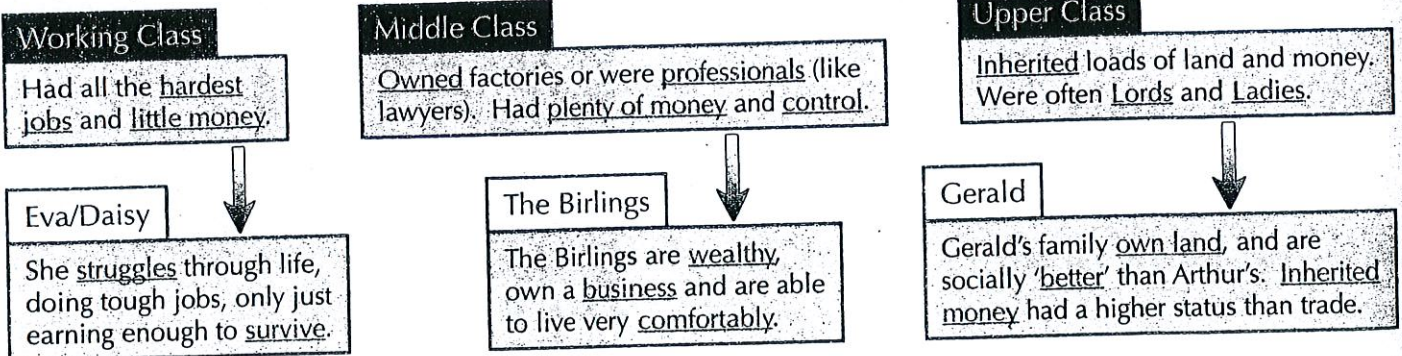 Working Class
Had all the hardest
jobs and little money.
Eva/Daisy
She struggles through life,
doing tough jobs, only just
earning enough to survive.
Middle Class
Owned factories or were professionals (like
lawyers). Had plenty of money and control.
The Birlings
The Birlings are wealthy,
own a business and are able
to live very comfortably.
Upper Class
Inherited loads of land and money.
Were often Lords and Ladies.
Gerald
Gerald's family own land, and are
socially 'better' than Arthur's. Inherited
money had a higher status than trade.